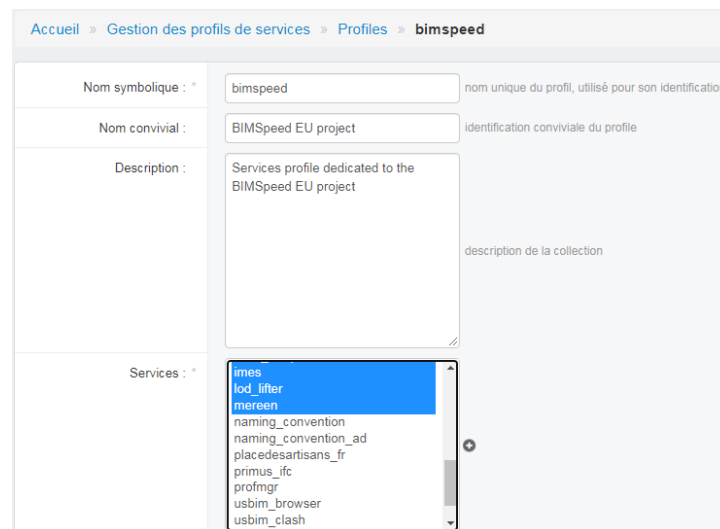 Accueil » Gestion des profils de services » Profiles » bimspeed
Nom symbolique : * bimspeed nom unique du profil, utilisé pour son identification
Nom convivial : BIMSpeed EU project identification conviviale du profile
Description : Services profile dedicated to the
BIMSpeed EU project
description de la collection
Services : *
imes
lod_lifter
mereen
naming_convention
naming_convention_ad
placedesartisans_fr
primus_ifc
profmgr
usbim_browser
usbim_clash